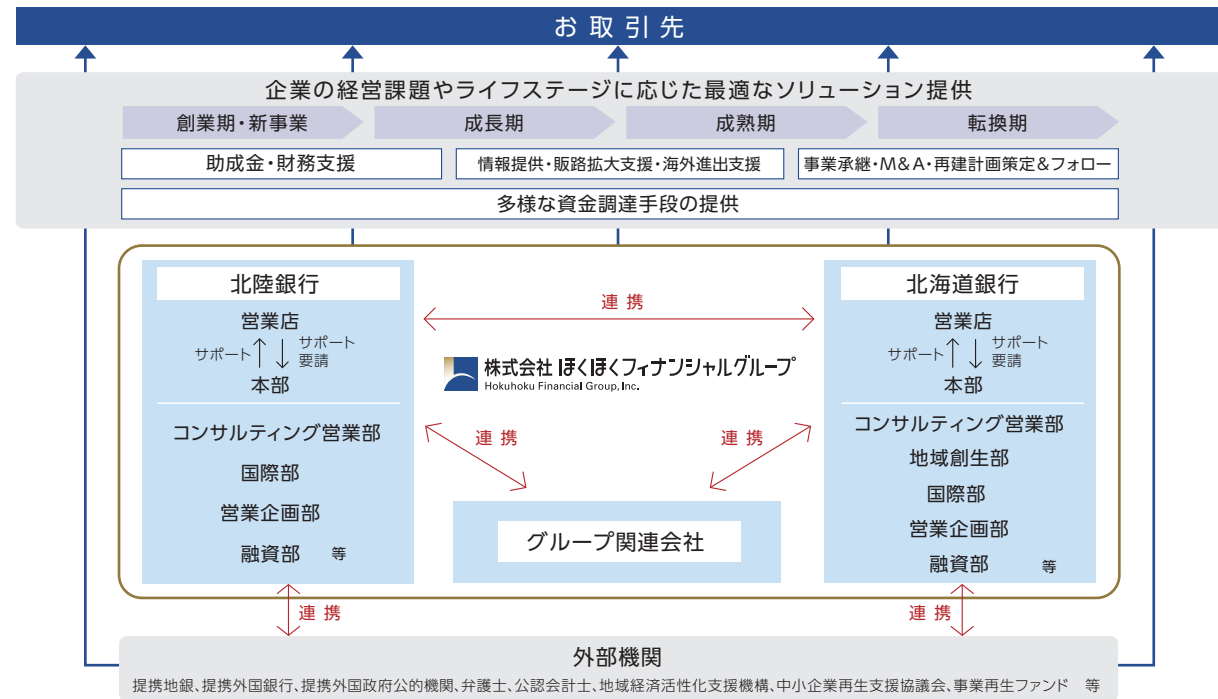 お取引先
企業の経営課題やライフステージに応じた最適なソリューション提供
創業期・新事業
成長期
成熟期
転換期
助成金・財務支援
情報提供・販路拡大支援・海外進出支援
事業承継・M&A・再建計画策定&フォロー
多様な資金調達手段の提供
北陸銀行
営業店
サポート
サポート
要請
本部
コンサルティング営業部
国際部
営業企画部
融資部 等
連携
株式会社 ほくほくフィナンシャルグループ
Hokuhoku Financial Group, Inc.
連携
連携
グループ関連会社
北海道銀行
営業店
サポート
サポート
要請
本部
コンサルティング営業部
地域創生部
国際部
営業企画部
融資部 等
連携
連携
外部機関
提携地銀、提携外国銀行、提携外国政府公的機関、弁護士、公認会計士、地域経済活性化支援機構、中小企業再生支援協議会、事業再生ファンド 等